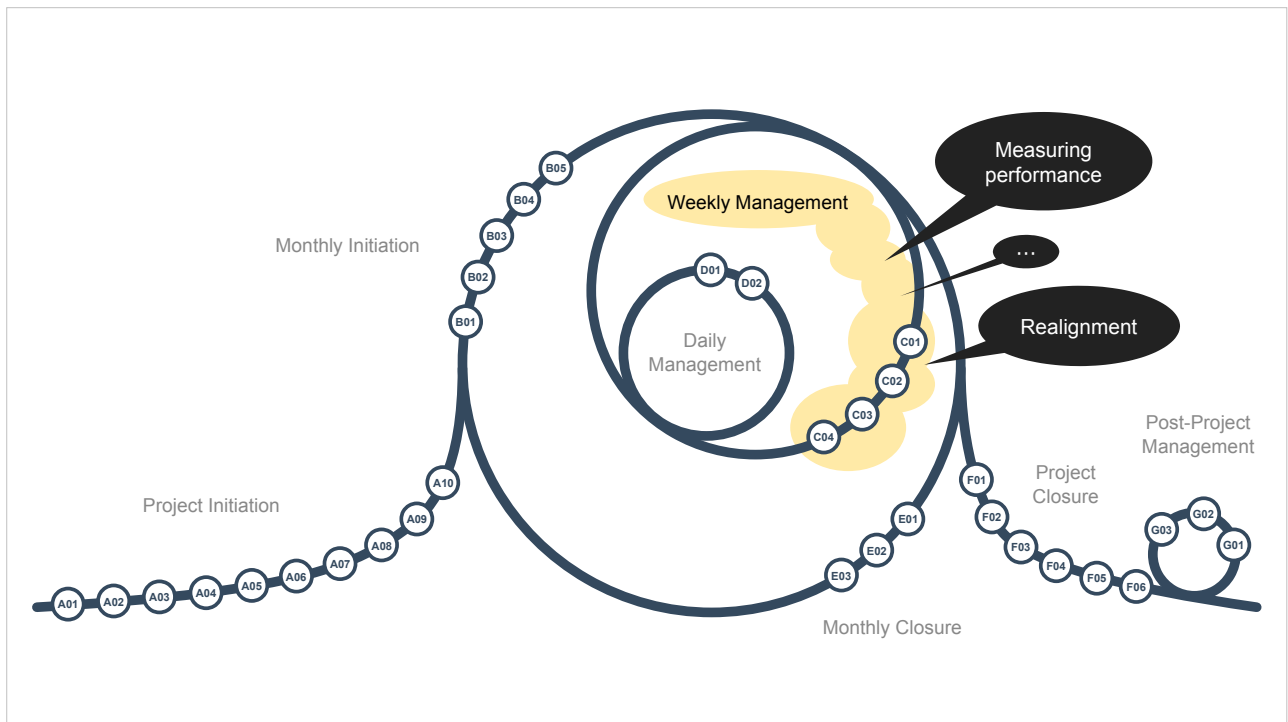 Measuring
performance
B05
Weekly Management
B04
B03
Monthly Initiation
…
D01
B02
D02
B01
Realignment
C01
Daily
Management
C02
C03
Post-Project
Management
C04
Project
Closure
A10
F01
Project Initiation
A09
E01
F02
G02
G03
A08
F03
G01
E02
A07
F04
A06
E03
F05
A05
F06
A04
A03
A02
A01
Monthly Closure